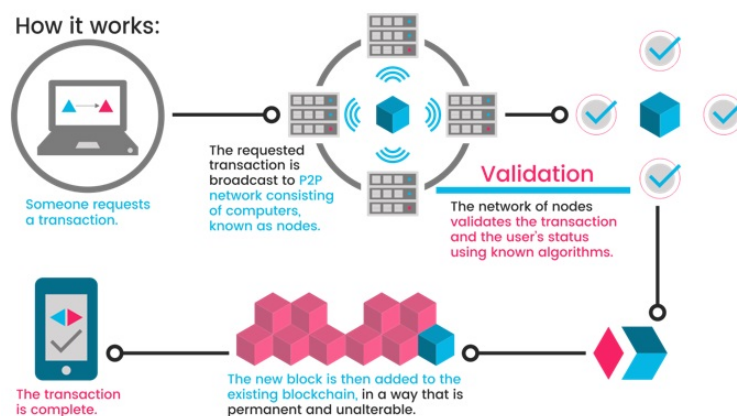 How it works:
Someone requests
a transaction.
The requested
transaction is
broadcast to P2P
network consisting
of computers,
known as nodes.
Validation
The network of nodes
validates the transaction
and the user's status
using known algorithms.
The new block is then added to the
existing blockchain, in a way that is
permanent and unalterable.
The transaction
is complete.